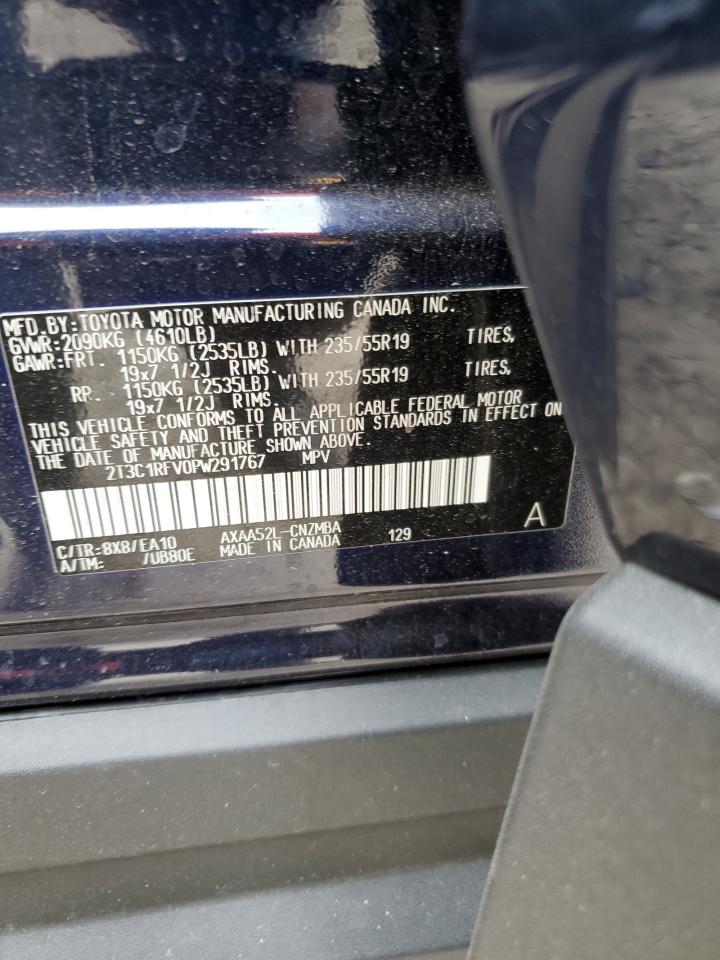 MFD.BY:TOYOTA MOTOR MANUFACTURING CANADA INC.
GVWR:2090KG (4610LB)
GAWR:FRT. 1150KG (2535LB) WITH 235/55R19 TIRES,
19x7 1/2J RIMS.
RR. 1150KG (2535LB) WITH 235/55R19 TIRES,
19x7 1/2J RIMS.
THIS VEHICLE CONFORMS TO ALL APPLICABLE FEDERAL MOTOR
VEHICLE SAFETY AND THEFT PREVENTION STANDARDS IN EFFECT ON
THE DATE OF MANUFACTURE SHOWN ABOVE.
2T3C1RFV0PW291767 MPV
A
C/TR:8X8/EA10 AXAA52L-CNZMBA 129
A/TM: /UB80E MADE IN CANADA